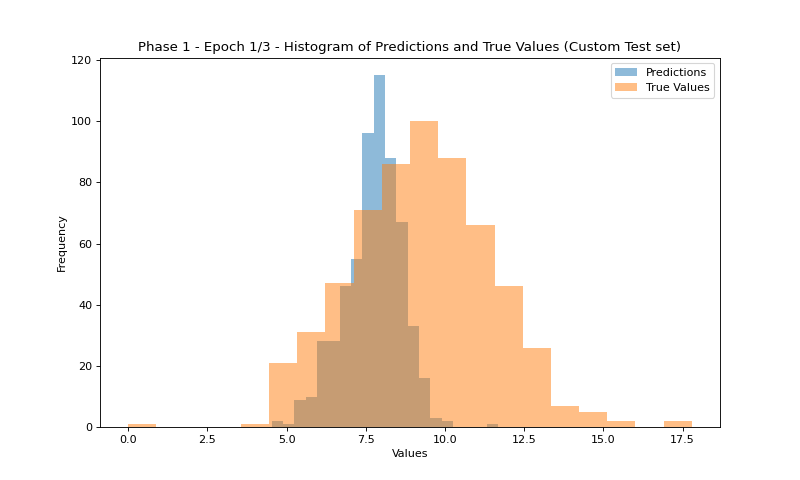 Phase 1 - Epoch 1/3 - Histogram of Predictions and True Values (Custom Test set)
Predictions
True Values
120
100
80
60
40
20
0
Frequency
0.0 2.5 5.0 7.5 10.0 12.5 15.0 17.5
Values